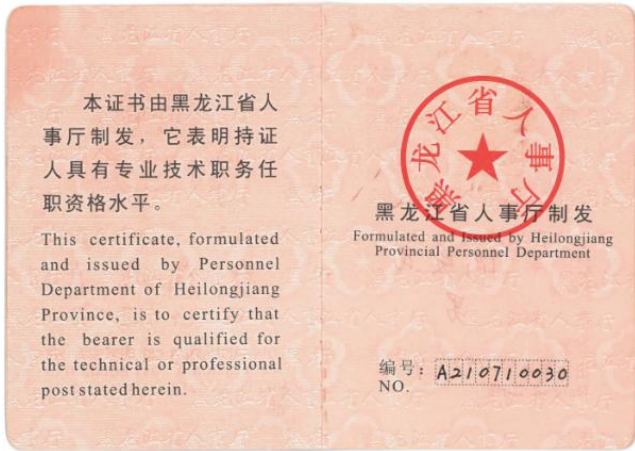 本证书由黑龙江省人
事厅制发，它表明持证
人具有专业技术职务任
职资格水平。
This certificate, formulated
and issued by Personnel
Department of Heilongjiang
Province, is to certify that
the bearer is qualified for
the technical or professional
post stated herein.
黑龙江省人事厅
黑龙江省人事厅制发
Formulated and Issued by Heilongjiang
Provincial Personnel Department
编号：A210710030
NO.